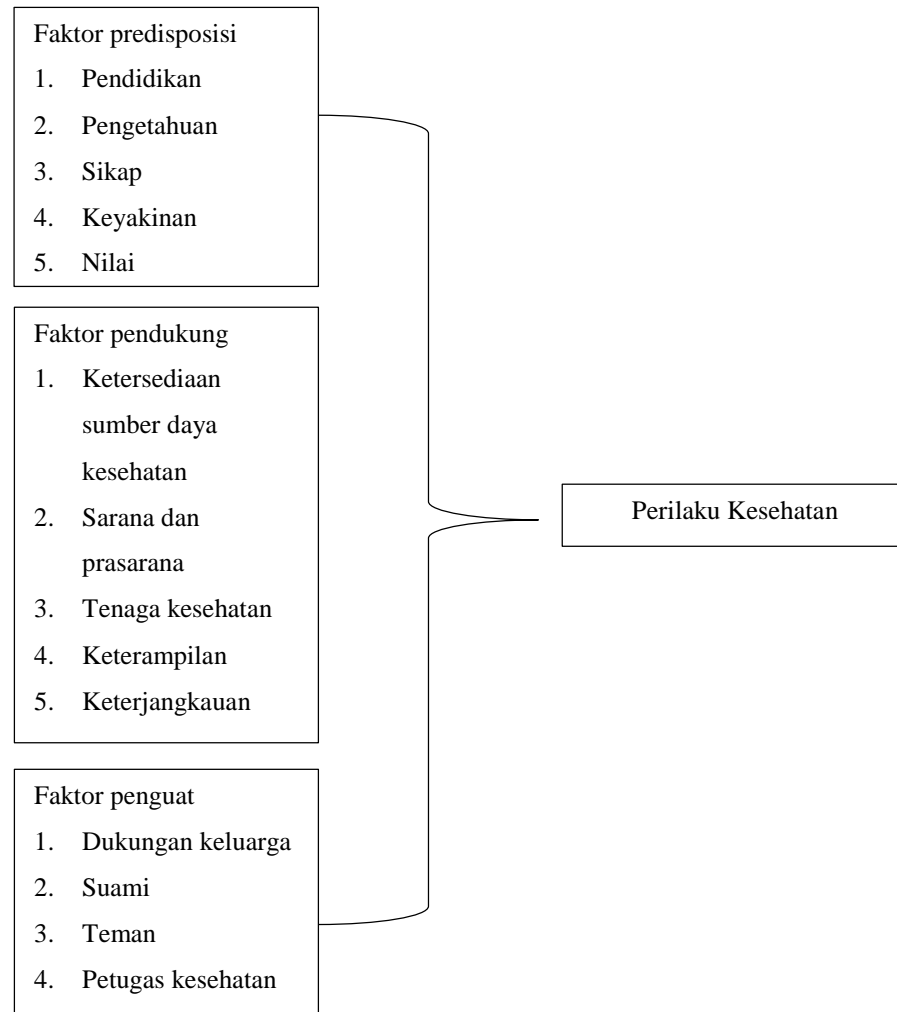 Faktor predisposisi
1. Pendidikan
2. Pengetahuan
3. Sikap
4. Keyakinan
5. Nilai
Faktor pendukung
1. Ketersediaan
sumber daya
kesehatan
2. Sarana dan
prasarana
3. Tenaga kesehatan
4. Keterampilan
5. Keterjangkauan
Perilaku Kesehatan
Faktor penguat
1. Dukungan keluarga
2. Suami
3. Teman
4. Petugas kesehatan